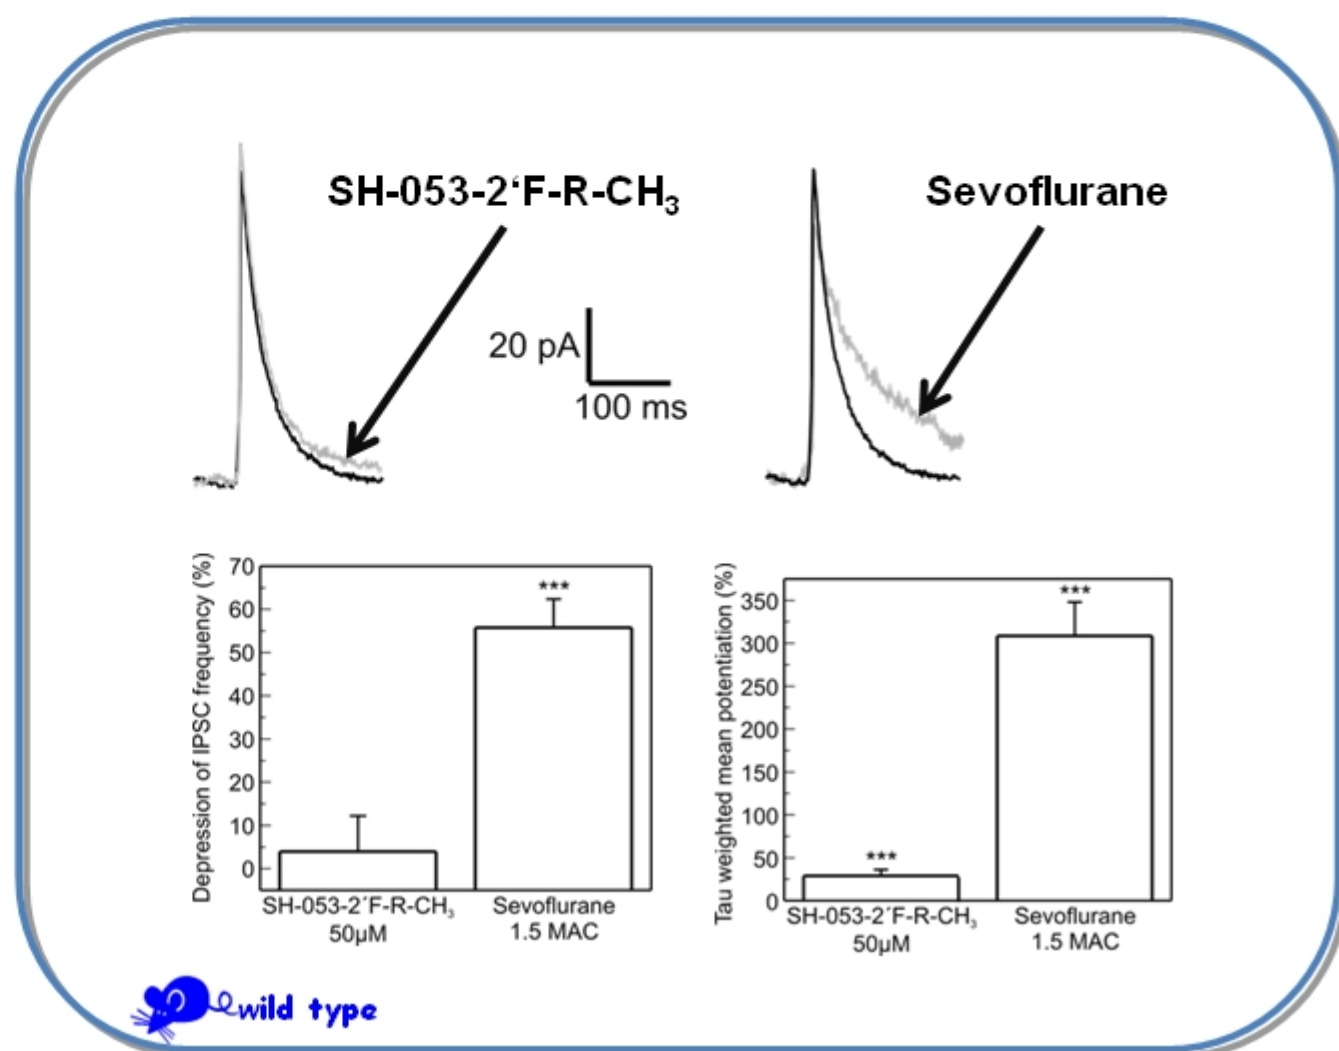 SH-053-2‘F-R-CH₃
Sevoflurane
20 pA
100 ms
Depression of IPSC frequency (%)
70
60
50
40
30
20
10
0
***
SH-053-2´F-R-CH₃
50µM
Sevoflurane
1.5 MAC
Tau weighted mean potentiation (%)
350
300
250
200
150
100
50
0
***
***
SH-053-2´F-R-CH₃
50µM
Sevoflurane
1.5 MAC
wild type